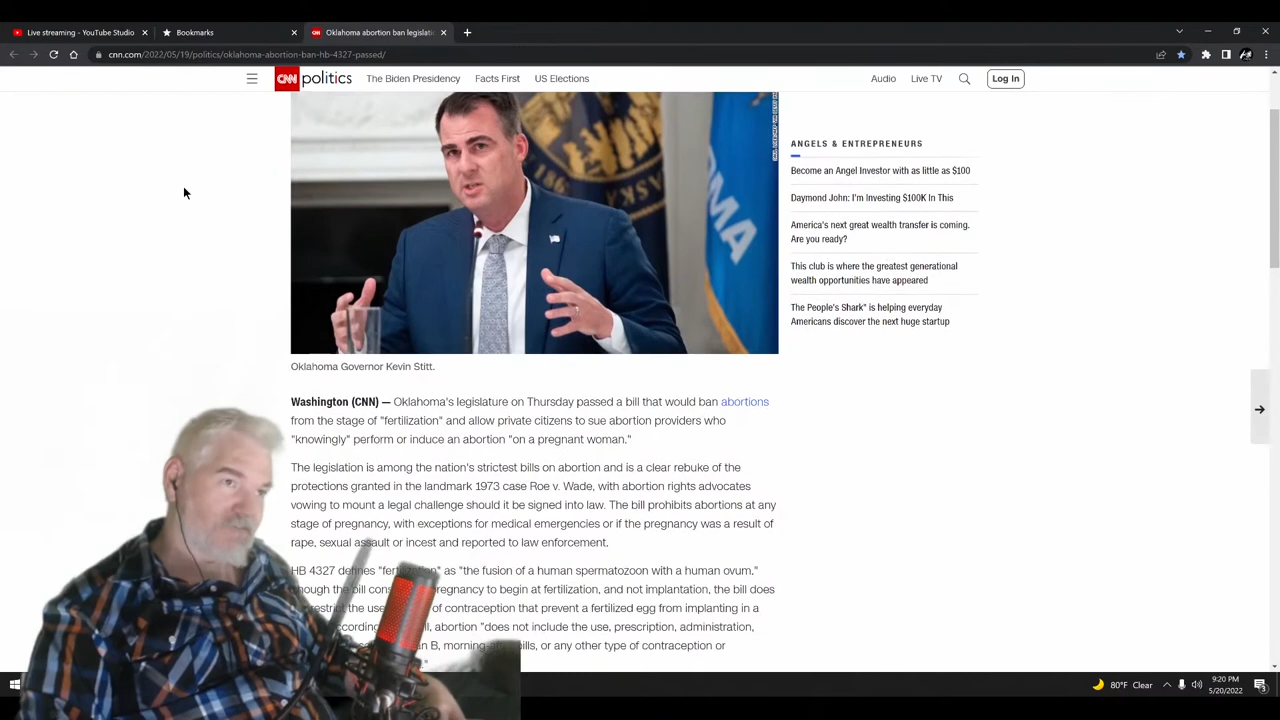 Live streaming - YouTube Studio
Bookmarks
Oklahoma abortion ban legislati
cnn.com/2022/05/19/politics/oklahoma-abortion-ban-hb-4327-passed/
CNN politics The Biden Presidency Facts First US Elections Audio Live TV Log In
ANGELS & ENTREPRENEURS
Become an Angel Investor with as little as $100
Daymond John: I'm Investing $100K In This
America's next great wealth transfer is coming.
Are you ready?
This club is where the greatest generational
wealth opportunities have appeared
The People's Shark" is helping everyday
Americans discover the next huge startup
OMA
Oklahoma Governor Kevin Stitt.
Washington (CNN) — Oklahoma's legislature on Thursday passed a bill that would ban abortions
from the stage of "fertilization" and allow private citizens to sue abortion providers who
"knowingly" perform or induce an abortion "on a pregnant woman."
The legislation is among the nation's strictest bills on abortion and is a clear rebuke of the
protections granted in the landmark 1973 case Roe v. Wade, with abortion rights advocates
vowing to mount a legal challenge should it be signed into law. The bill prohibits abortions at any
stage of pregnancy, with exceptions for medical emergencies or if the pregnancy was a result of
rape, sexual assault or incest and reported to law enforcement.
HB 4327 defines "fertilization" as "the fusion of a human spermatozoon with a human ovum."
though the bill pregnancy to begin at fertilization, and not implantation, the bill does
restrict the use of contraception that prevent a fertilized egg from implanting in a
abortion "does not include the use, prescription, administration,
B, morning-after pills, or any other type of contraception or
80°F Clear
9:20 PM
5/20/2022
3